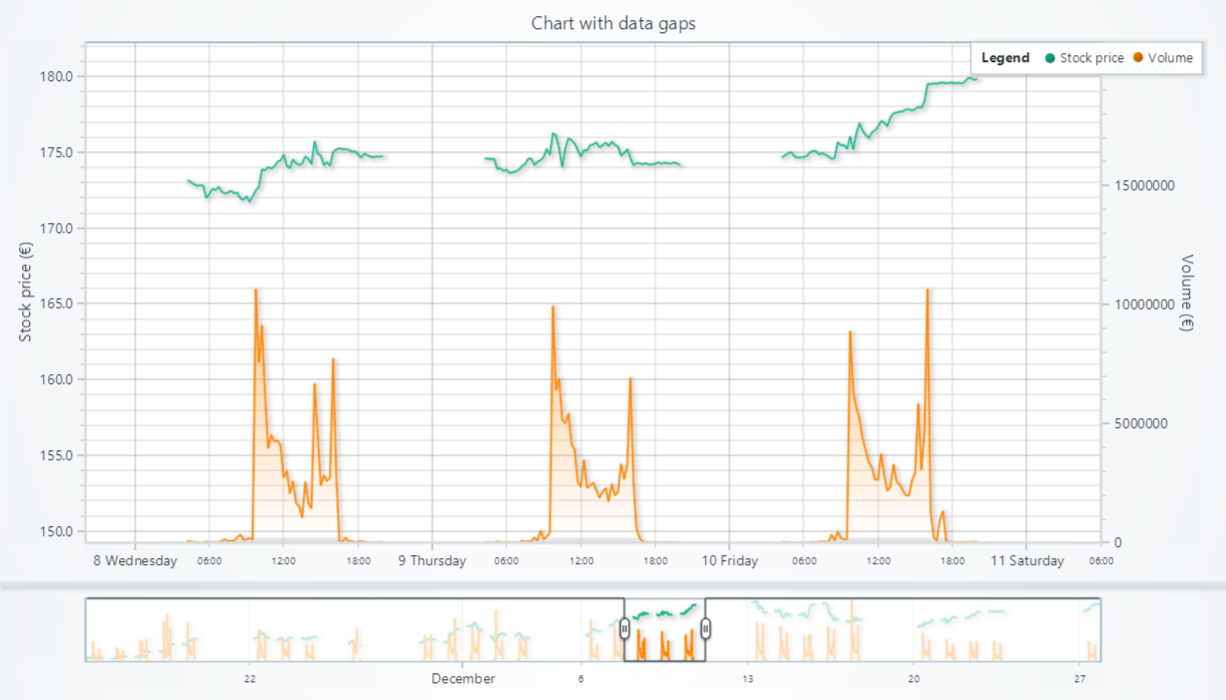 Chart with data gaps
Legend Stock price Volume
180.0
175.0
170.0
165.0
160.0
155.0
150.0
Stock price (€)
15000000
10000000
5000000
0
Volume (€)
8 Wednesday 06:00 12:00 18:00 9 Thursday 06:00 12:00 18:00 10 Friday 06:00 12:00 18:00 11 Saturday 06:00
22 December 6 13 20 27